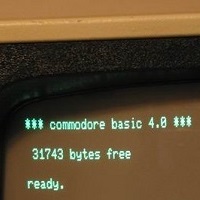 *** commodore basic 4.0 ***
31743 bytes free
ready.